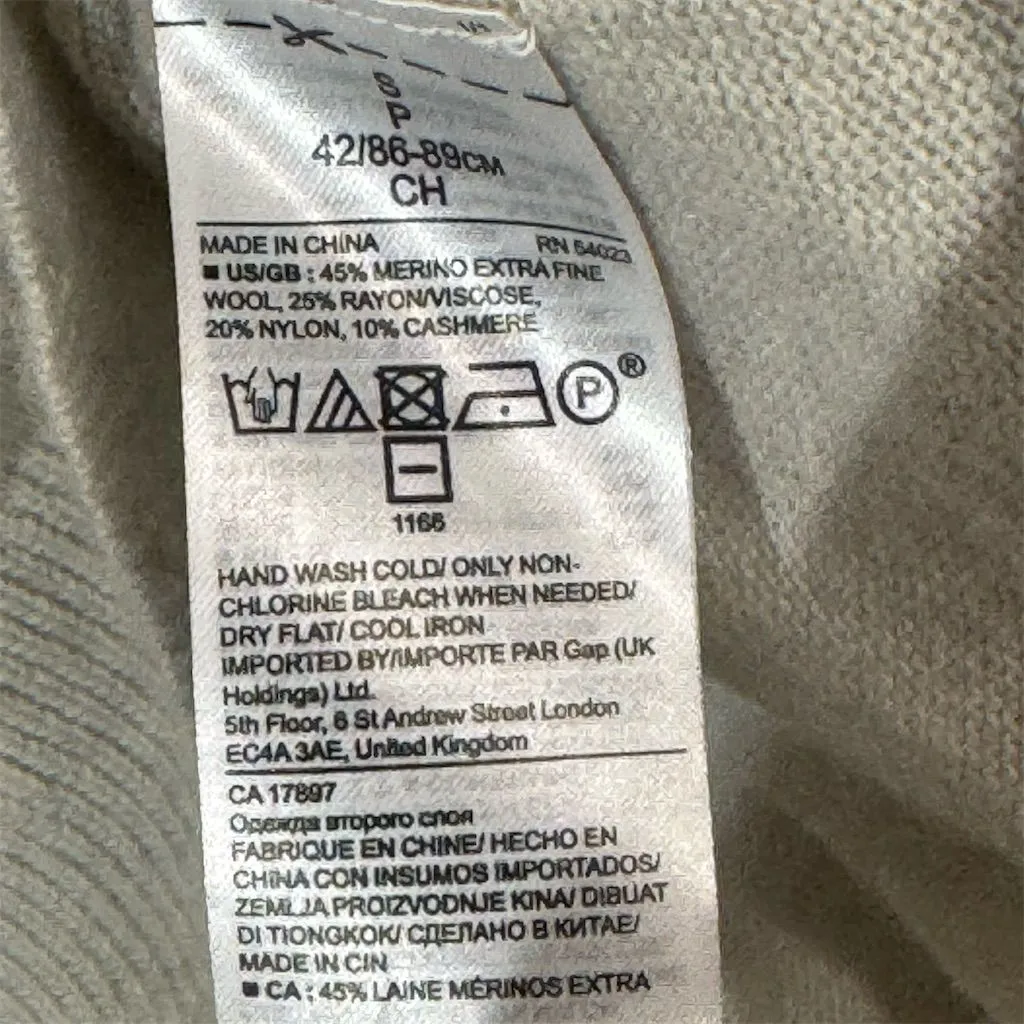 S
P
42/86-89CM
CH
MADE IN CHINA RN 54023
■ US/GB : 45% MERINO EXTRA FINE
WOOL, 25% RAYON/VISCOSE,
20% NYLON, 10% CASHMERE
P ®
1166
HAND WASH COLD/ ONLY NON-
CHLORINE BLEACH WHEN NEEDED/
DRY FLAT/ COOL IRON
IMPORTED BY/IMPORTE PAR Gap (UK
Holdings) Ltd.
5th Floor, 6 St Andrew Street London
EC4A 3AE, United Kingdom
CA 17897
Одежда второго слоя
FABRIQUE EN CHINE/ HECHO EN
CHINA CON INSUMOS IMPORTADOS/
ZEMLJA PROIZVODNJE KINA/ DIBUAT
DI TIONGKOK/ СДЕЛАНО В КИТАЕ/
MADE IN CIN
■ CA : 45% LAINE MÉRINOS EXTRA